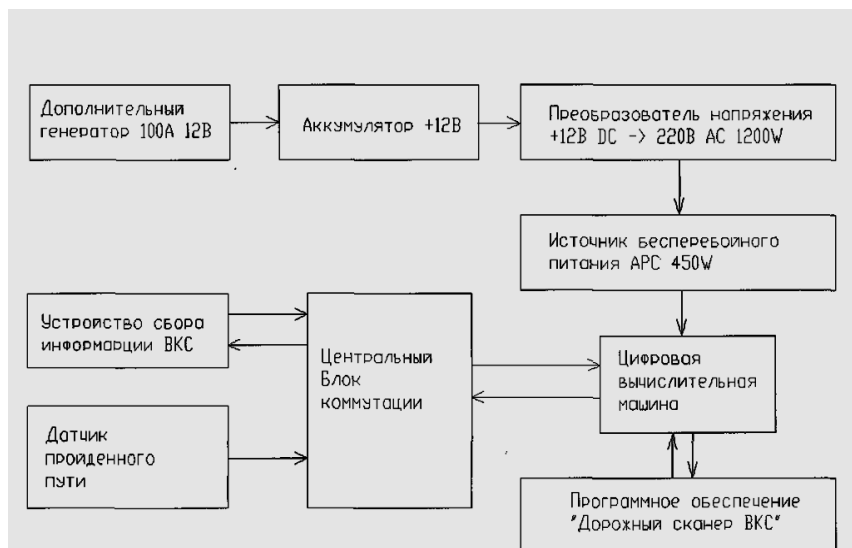 Дополнительный
генератор 100А 12В
Аккумулятор +12В
Преобразователь напряжения
+12В DC -> 220В AC 1200W
Источник бесперебойного
питания APC 450W
Устройство сбора
информарции ВКС
Центральный
Блок
коммутации
Цифровая
вычислительная
машина
Датчик
пройденного
пути
Программное обеспечение
"Дорожный сканер ВКС"